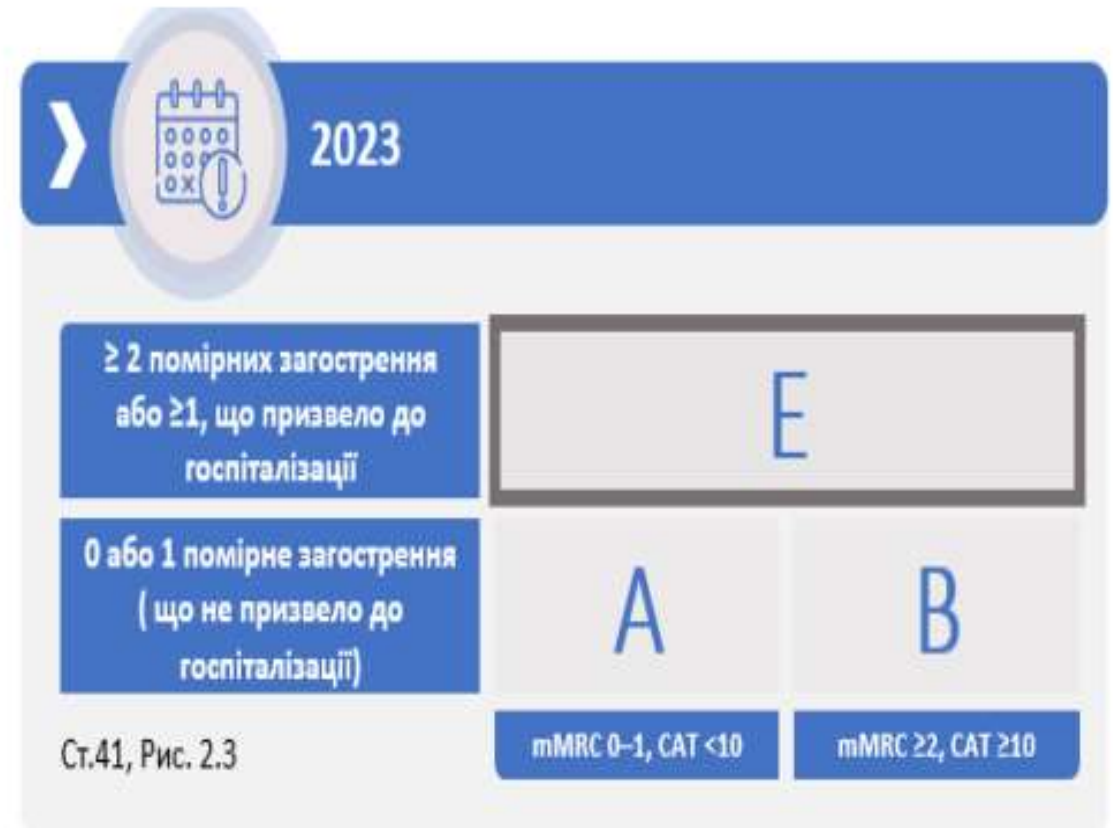 2023
≥ 2 помірних загострення
або ≥1, що призвело до
госпіталізації
E
0 або 1 помірне загострення
( що не призвело до
госпіталізації)
A
B
Ст.41, Рис. 2.3
mMRC 0–1, CAT <10
mMRC ≥2, CAT ≥10